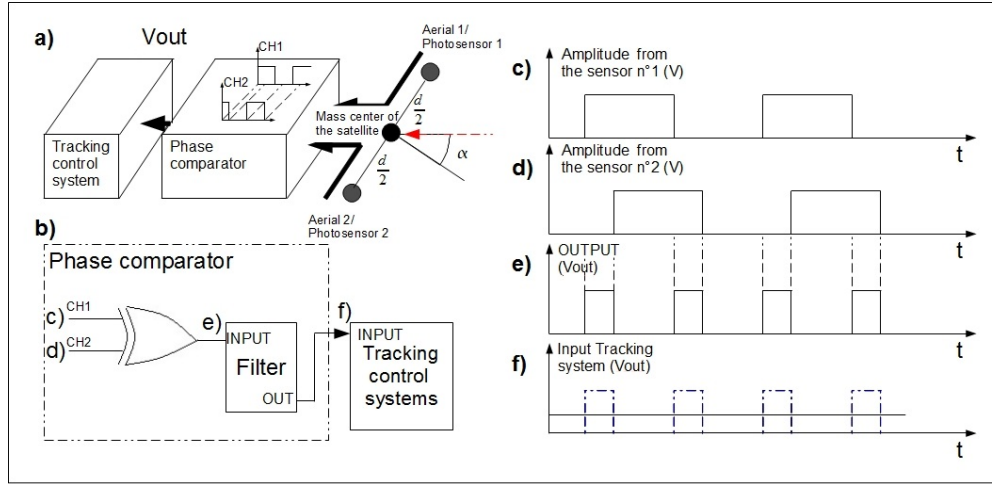 a)
Vout
Aerial 1/
Photosensor 1
CH1
CH2
d/2
Mass center of
the satellite
α
d/2
Tracking
control
system
Phase
comparator
Aerial 2/
Photosensor 2
b)
Phase comparator
c) CH1
d) CH2
e)
INPUT
Filter
OUT
f)
INPUT
Tracking
control
systems
c)
Amplitude from
the sensor n°1 (V)
t
d)
Amplitude from
the sensor n°2 (V)
t
e)
OUTPUT
(Vout)
t
f)
Input Tracking
system (Vout)
t